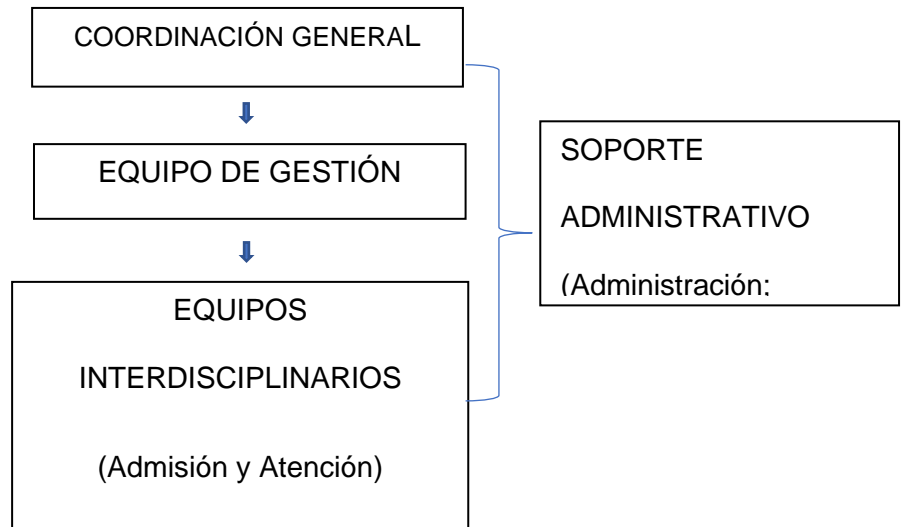 COORDINACIÓN GENERAL
EQUIPO DE GESTIÓN
EQUIPOS
INTERDISCIPLINARIOS
(Admisión y Atención)
SOPORTE
ADMINISTRATIVO
(Administración;